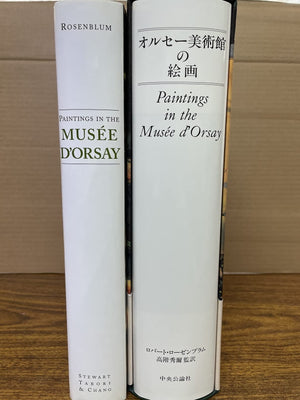 ROSENBLUM
PAINTINGS IN THE
MUSÉE
D'ORSAY
STEWART
TABORI
& CHANG
オルセー美術館
の
絵画
Paintings
in the
Musée d'Orsay
ロバート・ローゼンブラム
高階秀爾 監訳
中央公論社